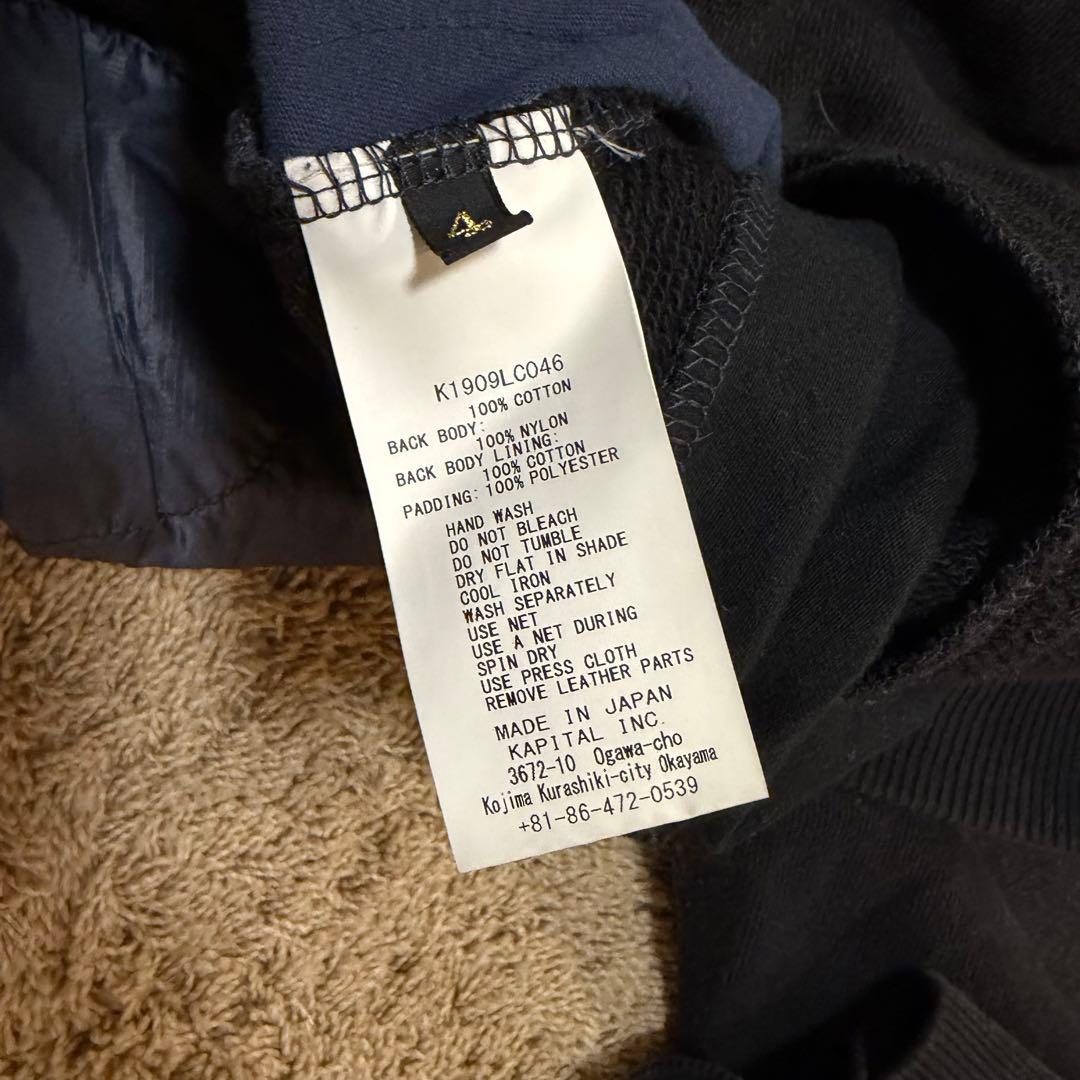 4
K1909LC046
100% COTTON
BACK BODY:
100% NYLON
BACK BODY LINING:
100% COTTON
PADDING: 100% POLYESTER
HAND WASH
DO NOT BLEACH
DO NOT TUMBLE
DRY FLAT IN SHADE
COOL IRON
WASH SEPARATELY
USE NET
USE A NET DURING
SPIN DRY
USE PRESS CLOTH
REMOVE LEATHER PARTS
MADE IN JAPAN
KAPITAL INC.
3672-10 Ogawa-cho
Kojima Kurashiki-city Okayama
+81-86-472-0539